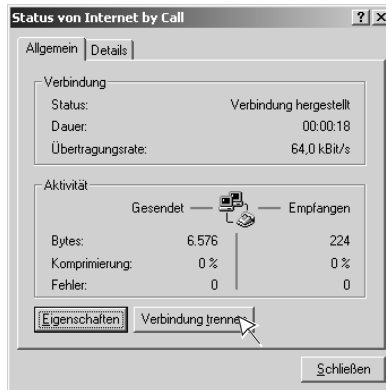 Status von Internet by Call
Allgemein Details
Verbindung
Status: Verbindung hergestellt
Dauer: 00:00:18
Übertragungsrate: 64,0 kBit/s
Aktivität
Gesendet Empfangen
Bytes: 6.576 224
Komprimierung: 0 % 0 %
Fehler: 0 0
Eigenschaften Verbindung trennen
Schließen